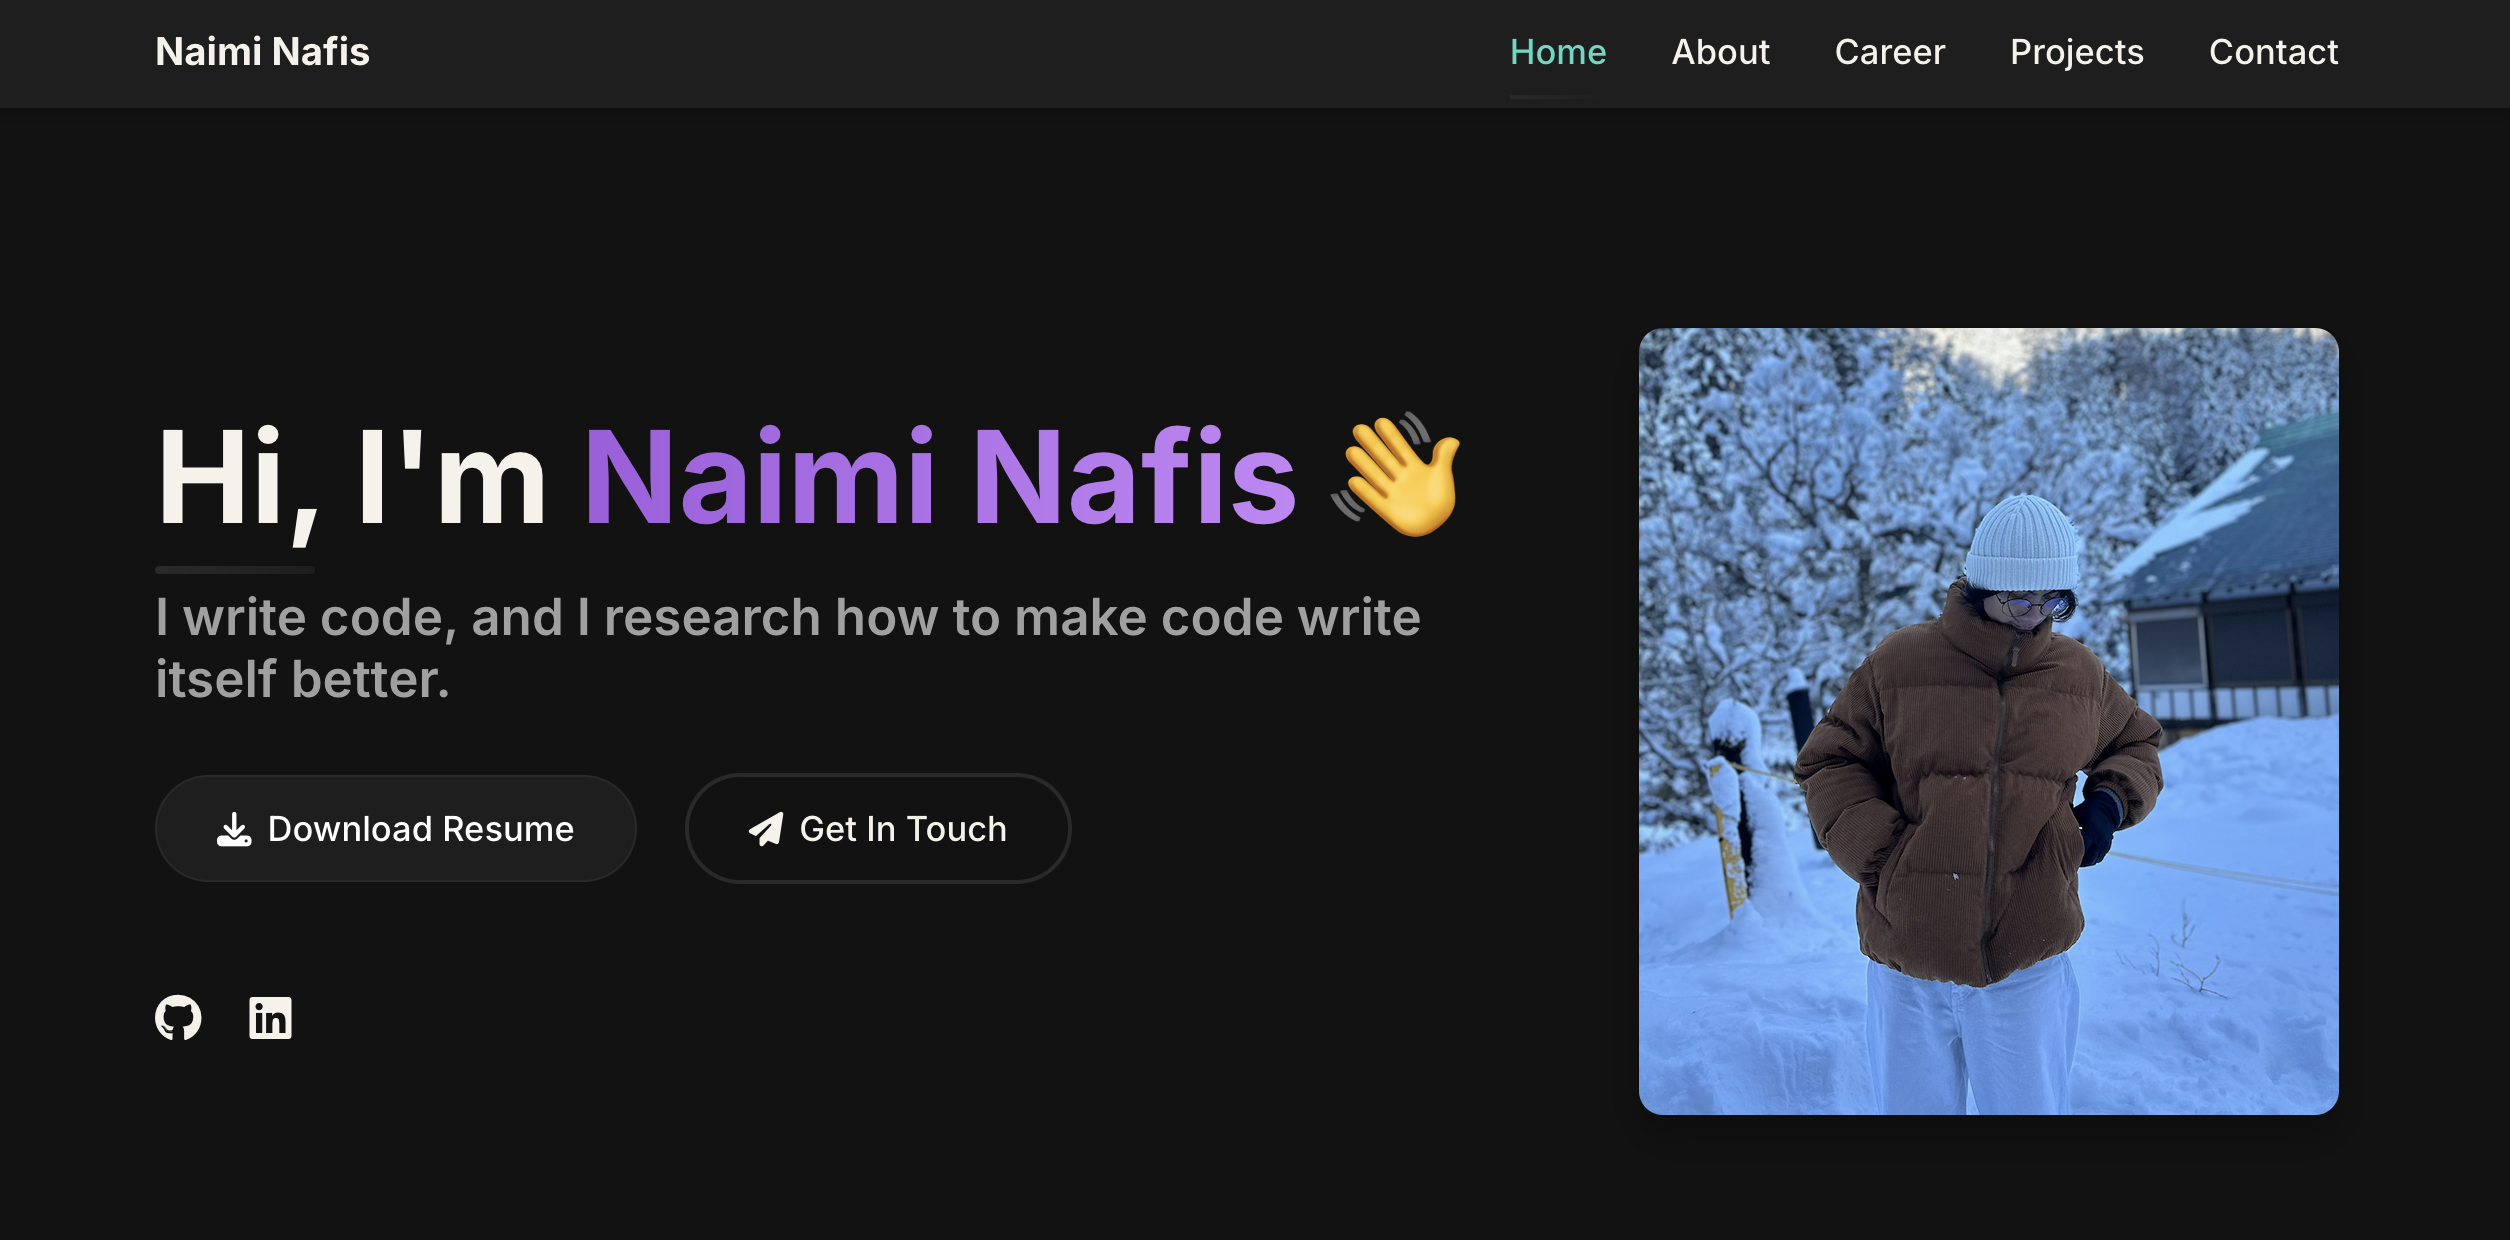 Naimi Nafis
Home About Career Projects Contact
Hi, I'm Naimi Nafis 👋
I write code, and I research how to make code write
itself better.
Download Resume
Get In Touch
in